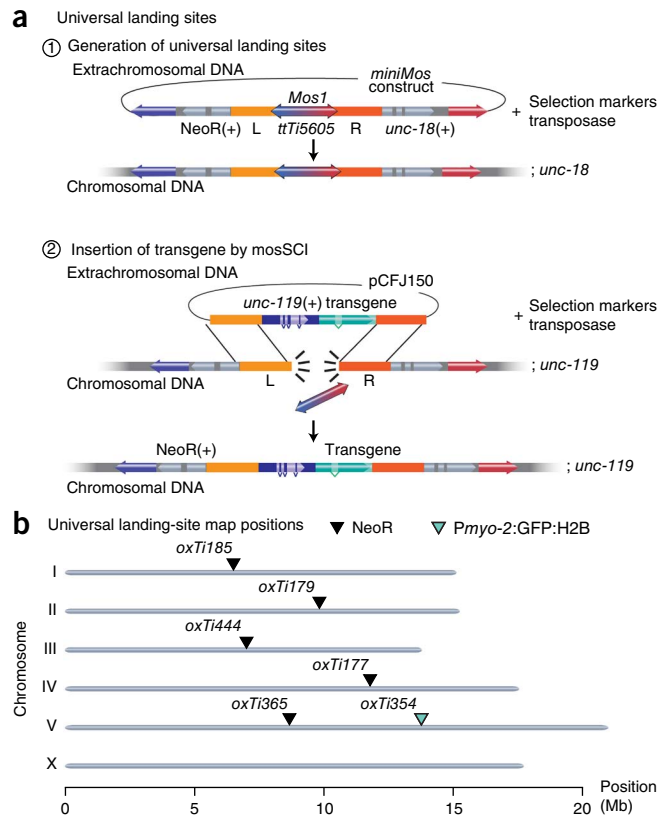 a Universal landing sites
① Generation of universal landing sites
Extrachromosomal DNA
miniMos
construct
Mos1
NeoR(+) L ttTi5605 R unc-18(+)
+ Selection markers
transposase
Chromosomal DNA
; unc-18
② Insertion of transgene by mosSCI
Extrachromosomal DNA
pCFJ150
unc-119(+) transgene
+ Selection markers
transposase
; unc-119
Chromosomal DNA
L R
NeoR(+) Transgene
; unc-119
Chromosomal DNA
b Universal landing-site map positions
NeoR
Pmyo-2:GFP:H2B
Chromosome
oxTi185
I
oxTi179
II
oxTi444
III
oxTi177
IV
oxTi365 oxTi354
V
X
0 5 10 15 20
Position
(Mb)